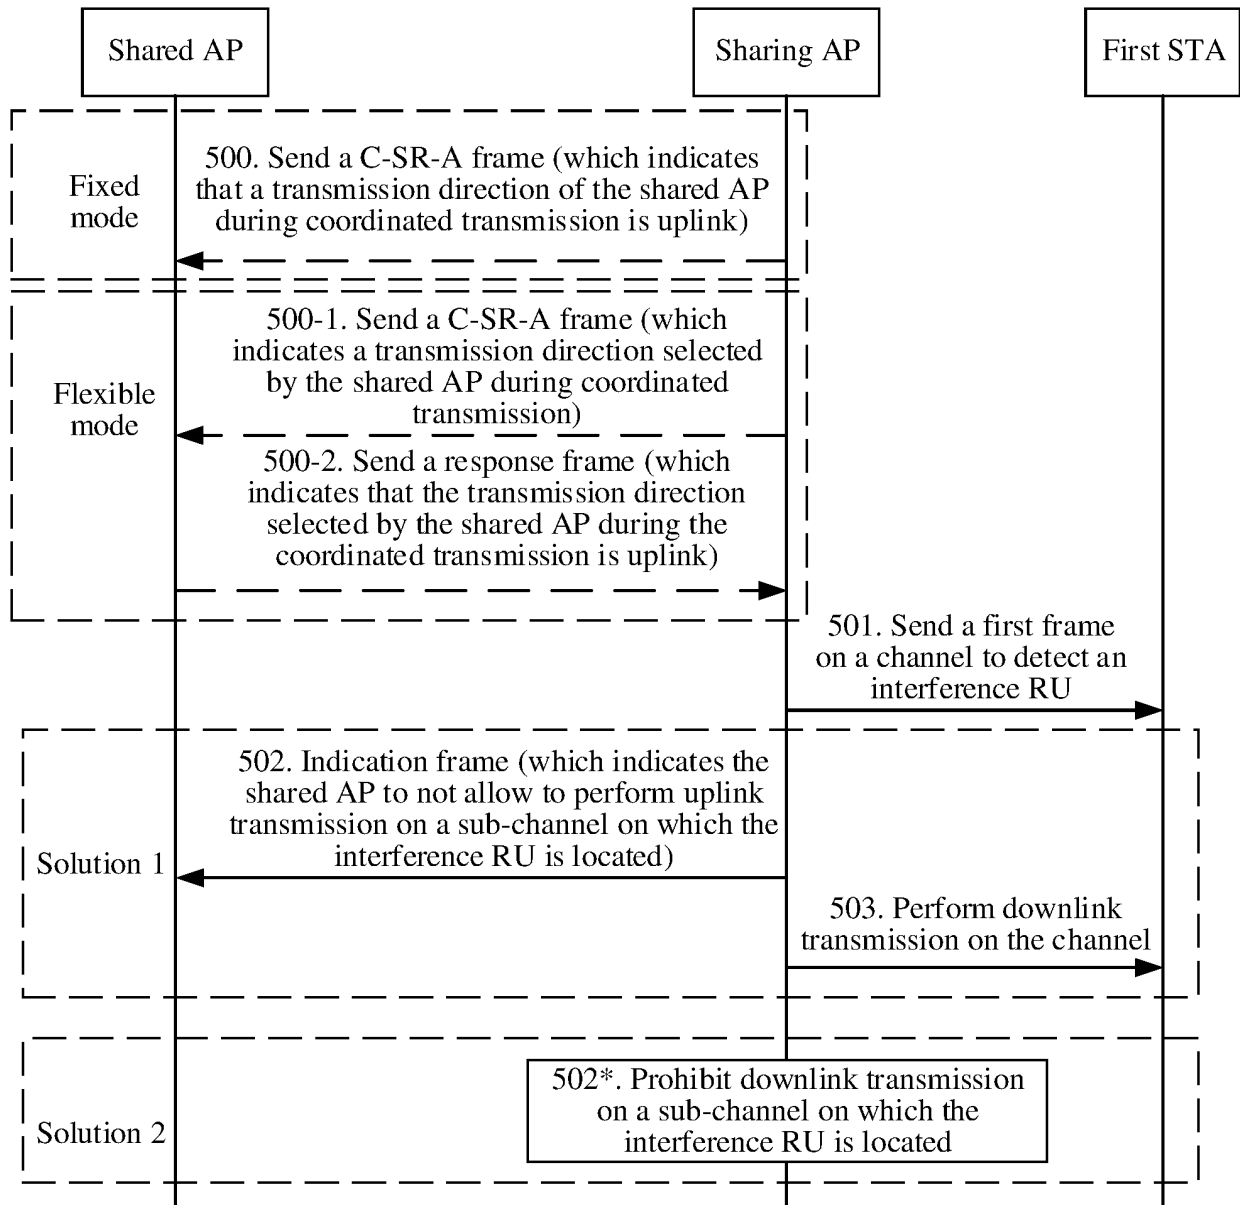 Shared AP
Sharing AP
First STA
Fixed
mode
500. Send a C-SR-A frame (which indicates
that a transmission direction of the shared AP
during coordinated transmission is uplink)
Flexible
mode
500-1. Send a C-SR-A frame (which
indicates a transmission direction selected
by the shared AP during coordinated
transmission)
500-2. Send a response frame (which
indicates that the transmission direction
selected by the shared AP during the
coordinated transmission is uplink)
501. Send a first frame
on a channel to detect an
interference RU
Solution 1
502. Indication frame (which indicates the
shared AP to not allow to perform uplink
transmission on a sub-channel on which the
interference RU is located)
503. Perform downlink
transmission on the channel
Solution 2
502*. Prohibit downlink transmission
on a sub-channel on which the
interference RU is located